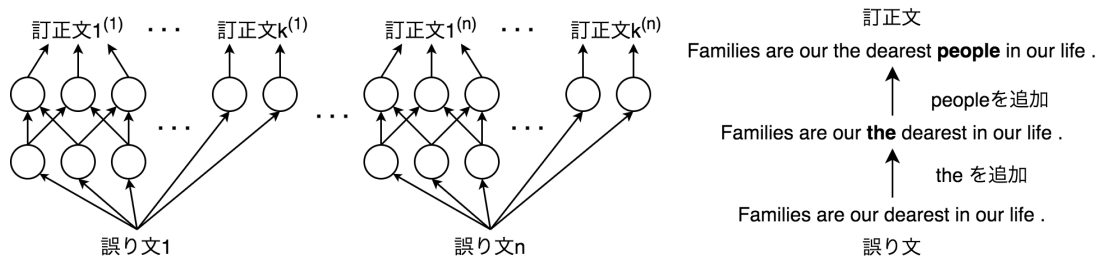 訂正文1(1) ・・・ 訂正文k(1)
・・・
誤り文1
・・・
訂正文1(n) ・・・ 訂正文k(n)
・・・
誤り文n
訂正文
Families are our the dearest people in our life .
peopleを追加
Families are our the dearest in our life .
the を追加
Families are our dearest in our life .
誤り文